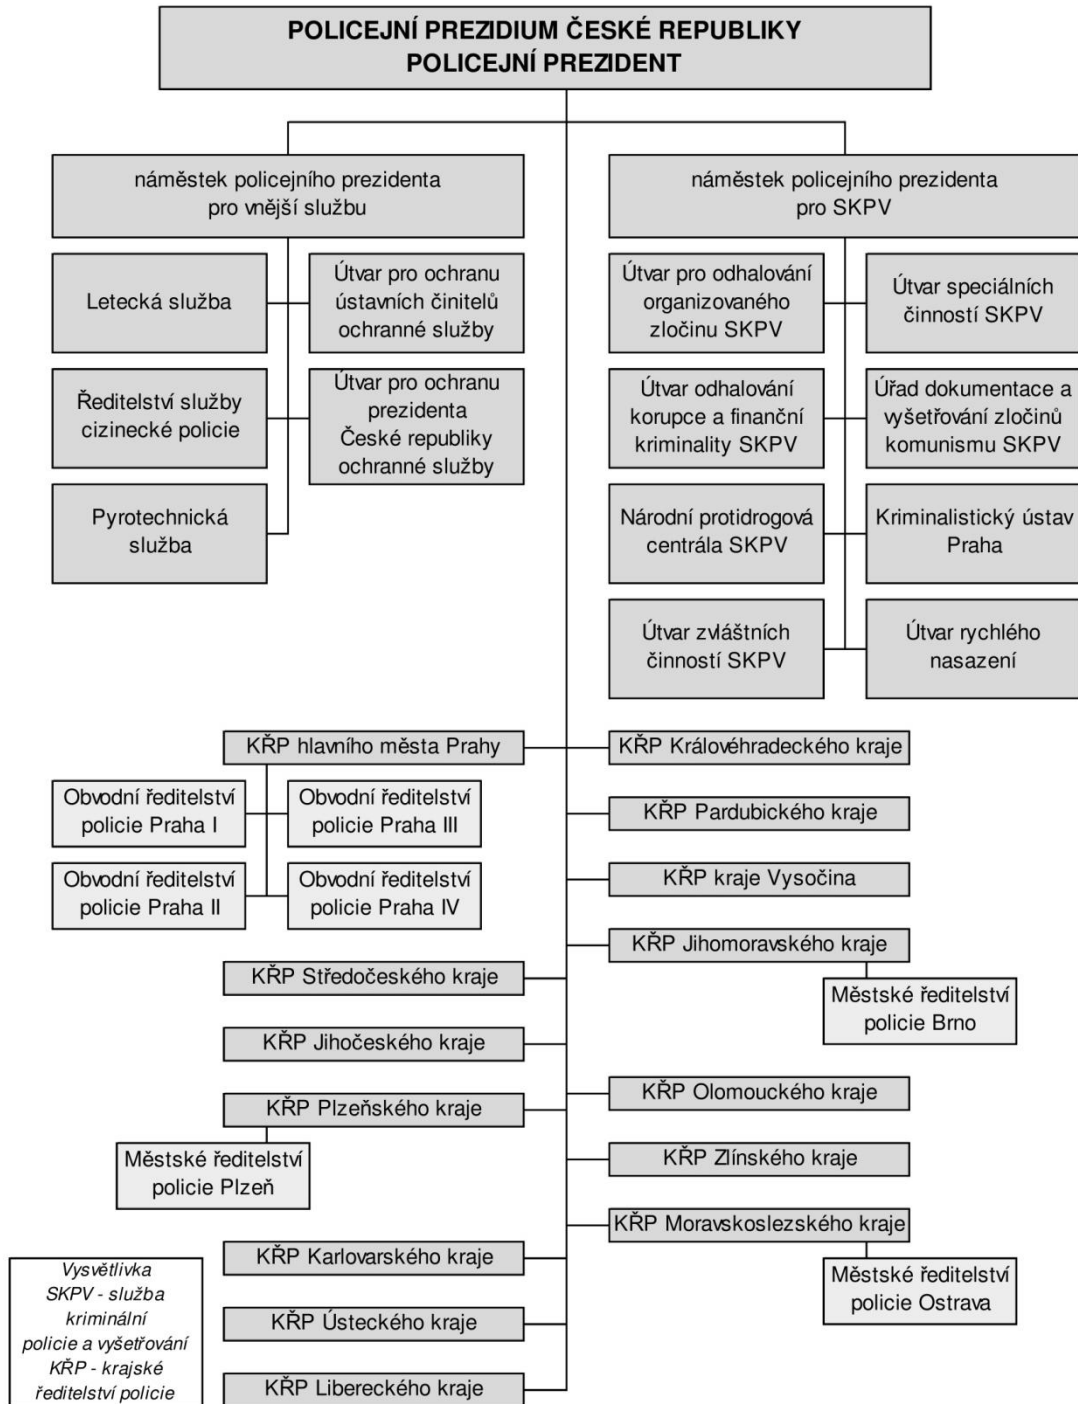 POLICEJNÍ PREZIDIUM ČESKÉ REPUBLIKY
POLICEJNÍ PREZIDENT
náměstek policejního prezidenta
pro vnější službu
náměstek policejního prezidenta
pro SKPV
Letecká služba
Útvar pro ochranu
ústavních činitelů
ochranné služby
Útvar pro odhalování
organizovaného
zločinu SKPV
Útvar speciálních
činností SKPV
Ředitelství služby
cizinecké policie
Útvar pro ochranu
prezidenta
České republiky
ochranné služby
Útvar odhalování
korupce a finanční
kriminality SKPV
Úřad dokumentace a
vyšetřování zločinů
komunismu SKPV
Pyrotechnická
služba
Národní protidrogová
centrála SKPV
Kriminalistický ústav
Praha
Útvar zvláštních
činností SKPV
Útvar rychlého
nasazení
KŘP hlavního města Prahy
Obvodní ředitelství
policie Praha I
Obvodní ředitelství
policie Praha III
Obvodní ředitelství
policie Praha II
Obvodní ředitelství
policie Praha IV
KŘP Středočeského kraje
KŘP Jihočeského kraje
KŘP Plzeňského kraje
Městské ředitelství
policie Plzeň
KŘP Karlovarského kraje
KŘP Ústeckého kraje
KŘP Libereckého kraje
KŘP Královéhradeckého kraje
KŘP Pardubického kraje
KŘP kraje Vysočina
KŘP Jihomoravského kraje
Městské ředitelství
policie Brno
KŘP Olomouckého kraje
KŘP Zlínského kraje
KŘP Moravskoslezského kraje
Městské ředitelství
policie Ostrava
Vysvětlivka
SKPV - služba
kriminální
policie a vyšetřování
KŘP - krajské
ředitelství policie